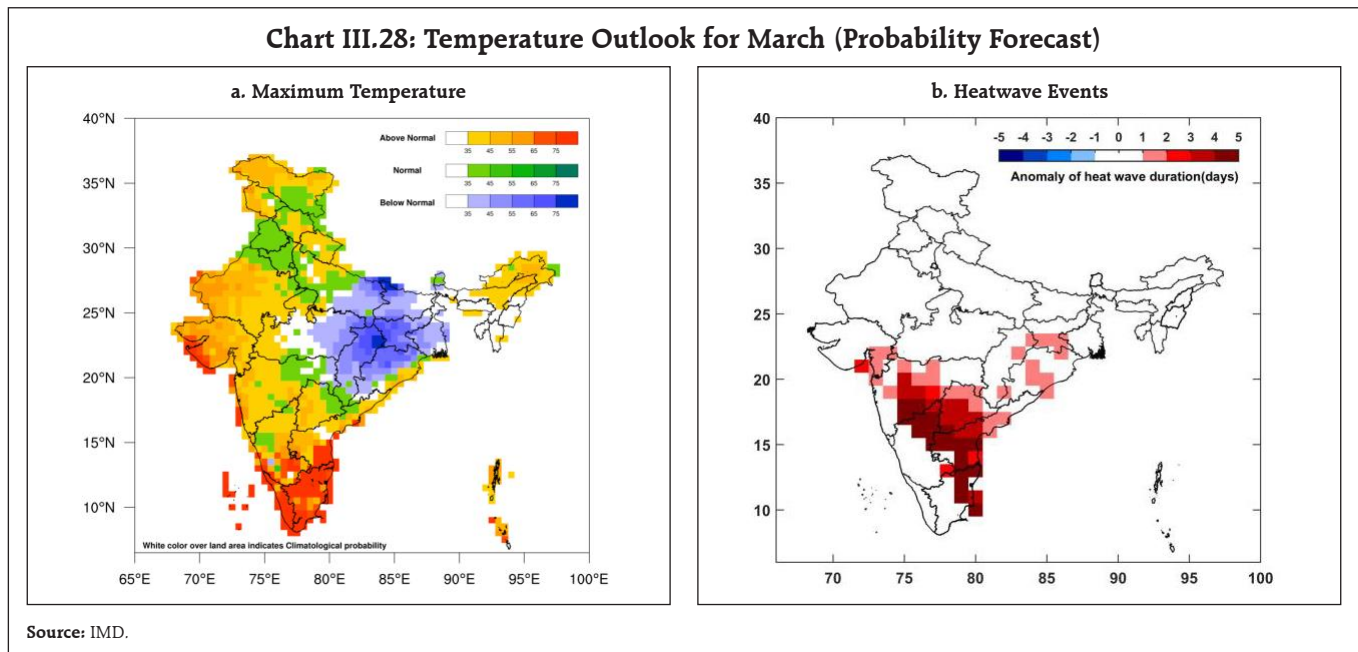 Chart III.28: Temperature Outlook for March (Probability Forecast)
a. Maximum Temperature
40°N
35°N
30°N
25°N
20°N
15°N
10°N
Above Normal
35 45 55 65 75
Normal
35 45 55 65 75
Below Normal
35 45 55 65 75
White color over land area indicates Climatological probability
65°E 70°E 75°E 80°E 85°E 90°E 95°E 100°E
b. Heatwave Events
40
35
30
25
20
15
10
-5 -4 -3 -2 -1 0 1 2 3 4 5
Anomaly of heat wave duration(days)
70 75 80 85 90 95 100
Source: IMD.